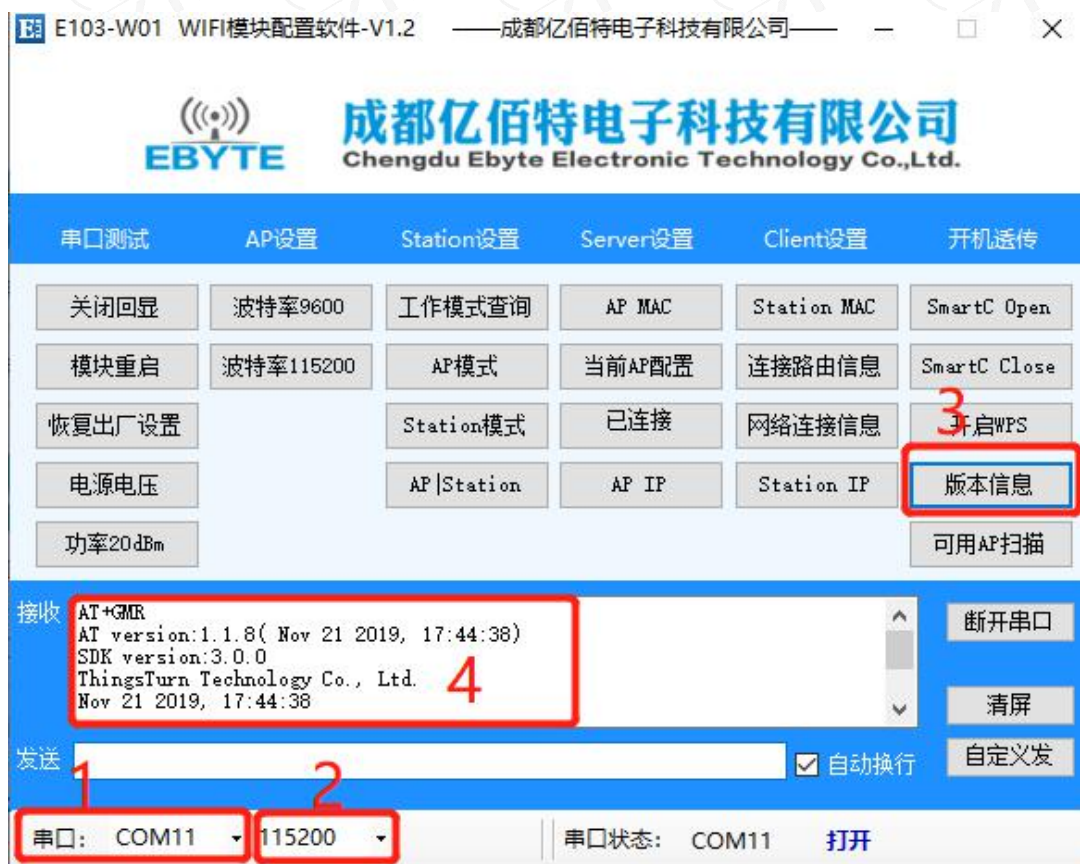 E103-W01 WIFI模块配置软件-V1.2 ——成都亿佰特电子科技有限公司——
EBYTE
成都亿佰特电子科技有限公司
Chengdu Ebyte Electronic Technology Co.,Ltd.
串口测试 AP设置 Station设置 Server设置 Client设置 开机透传
关闭回显 波特率9600 工作模式查询 AP MAC Station MAC SmartC Open
模块重启 波特率115200 AP模式 当前AP配置 连接路由信息 SmartC Close
3
恢复出厂设置 Station模式 已连接 网络连接信息 开启WPS
电源电压 AP|Station AP IP Station IP 版本信息
功率20dBm 可用AP扫描
接收 AT+GMR 断开串口
AT version:1.1.8( Nov 21 2019, 17:44:38)
SDK version:3.0.0
ThingsTurn Technology Co., Ltd. 4
Nov 21 2019, 17:44:38 清屏
发送 自动换行 自定义发
1 2
串口: COM11 115200 串口状态: COM11 打开